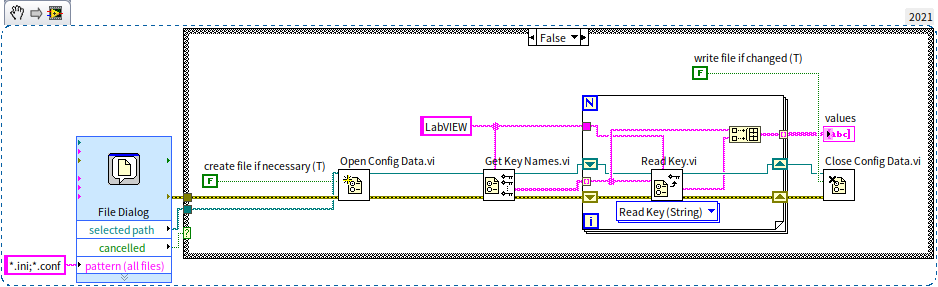 2021
False
write file if changed (T)
F
N
LabVIEW
values
abc
create file if necessary (T)
Open Config Data.vi
Get Key Names.vi
Read Key.vi
Close Config Data.vi
F
File Dialog
Read Key (String)
i
selected path
?
cancelled
*.ini;*.conf
pattern (all files)